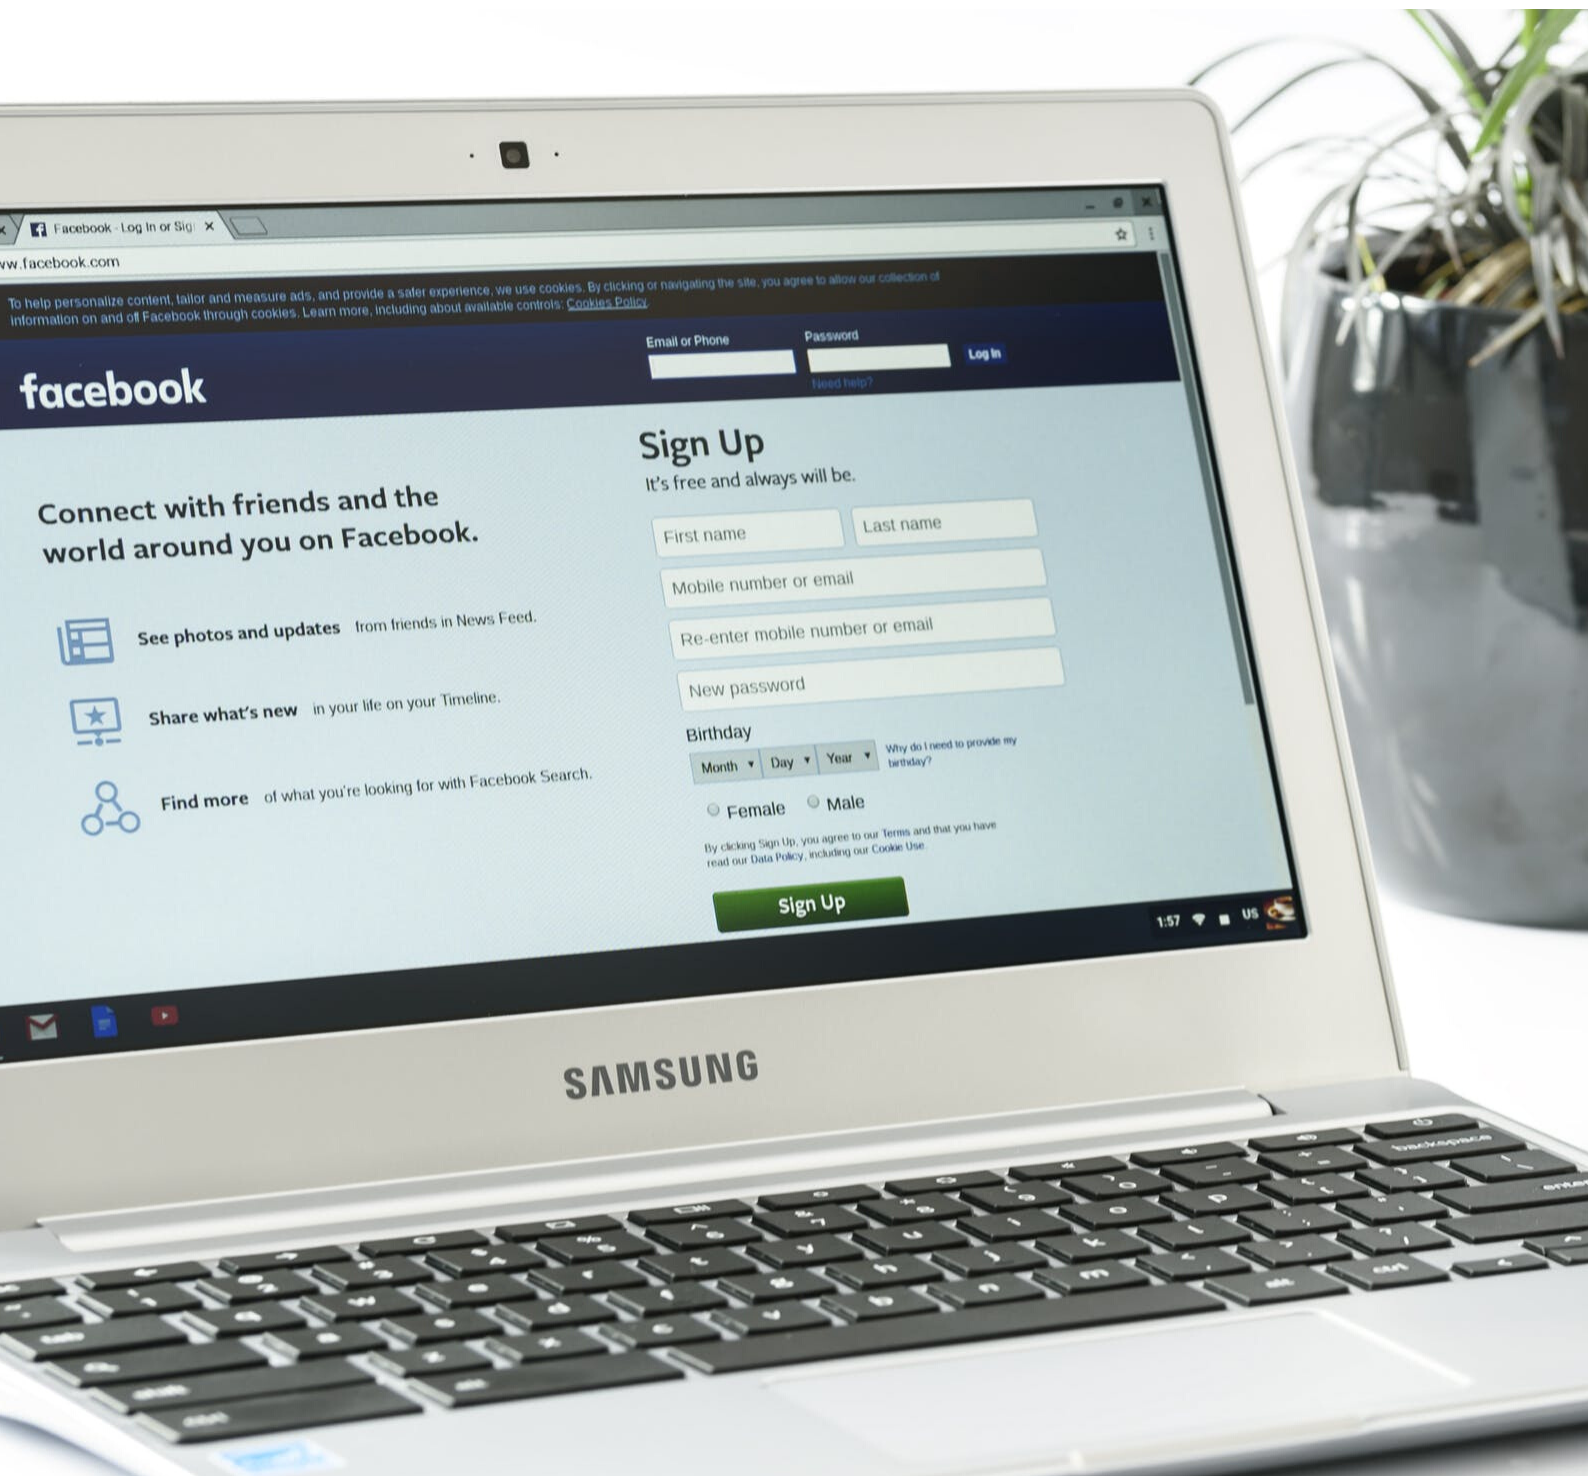 Facebook - Log In or Sig
ww.facebook.com
To help personalize content, tailor and measure ads, and provide a safer experience, we use cookies. By clicking or navigating the site, you agree to allow our collection of
information on and off Facebook through cookies. Learn more, including about available controls: Cookies Policy.
facebook
Email or Phone
Password
Log In
Need help?
Connect with friends and the
world around you on Facebook.
See photos and updates from friends in News Feed.
Share what's new in your life on your Timeline.
Find more of what you're looking for with Facebook Search.
Sign Up
It's free and always will be.
First name
Last name
Mobile number or email
Re-enter mobile number or email
New password
Birthday
Month Day Year
Why do I need to provide my
birthday?
Female Male
By clicking Sign Up, you agree to our Terms and that you have
read our Data Policy, including our Cookie Use.
Sign Up
1:57 US
SAMSUNG
backspace
tab
alt
ctrl